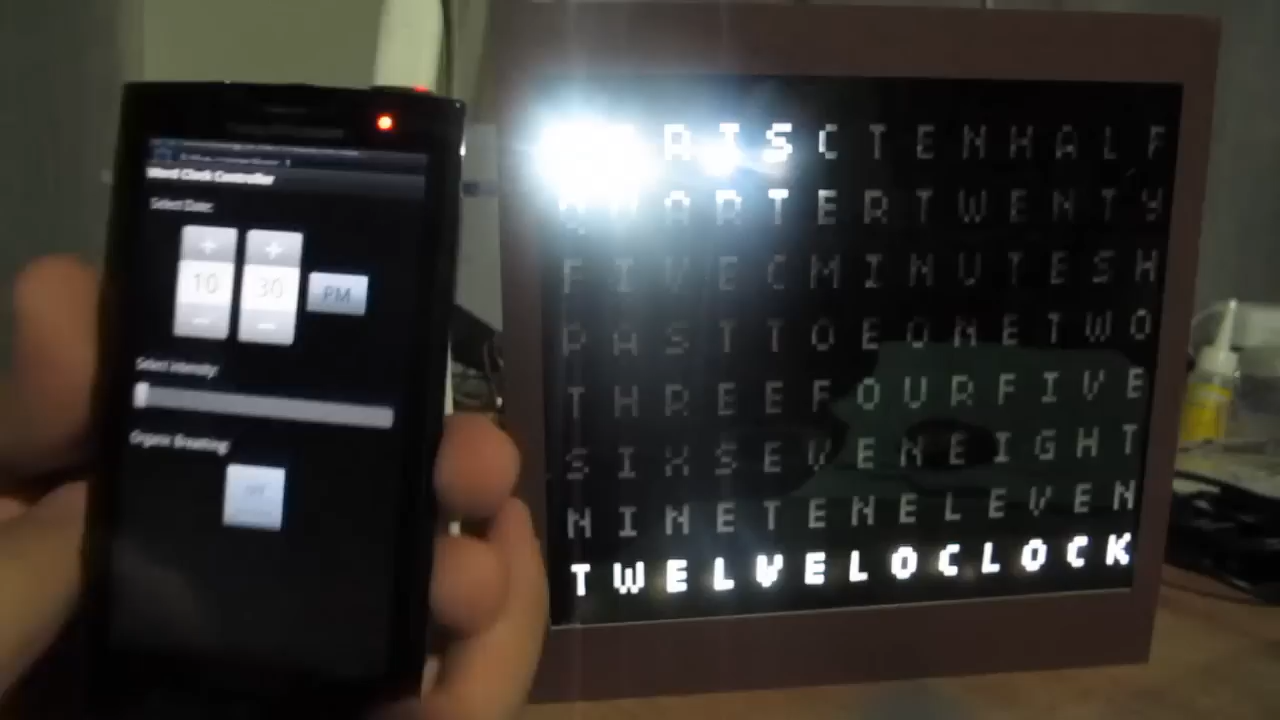 Word Clock Controller
Select Date:
+ +
10 30 PM
- -
Select Intensity:
Organic Breathing:
RISCTENHALF
QUARTERTWENTY
FIVECMINUTESH
PASTTOEONETWO
THREEFOURFIVE
SIXSEVENEIGHT
NINETENELEVEN
TWELVELOCLOCK